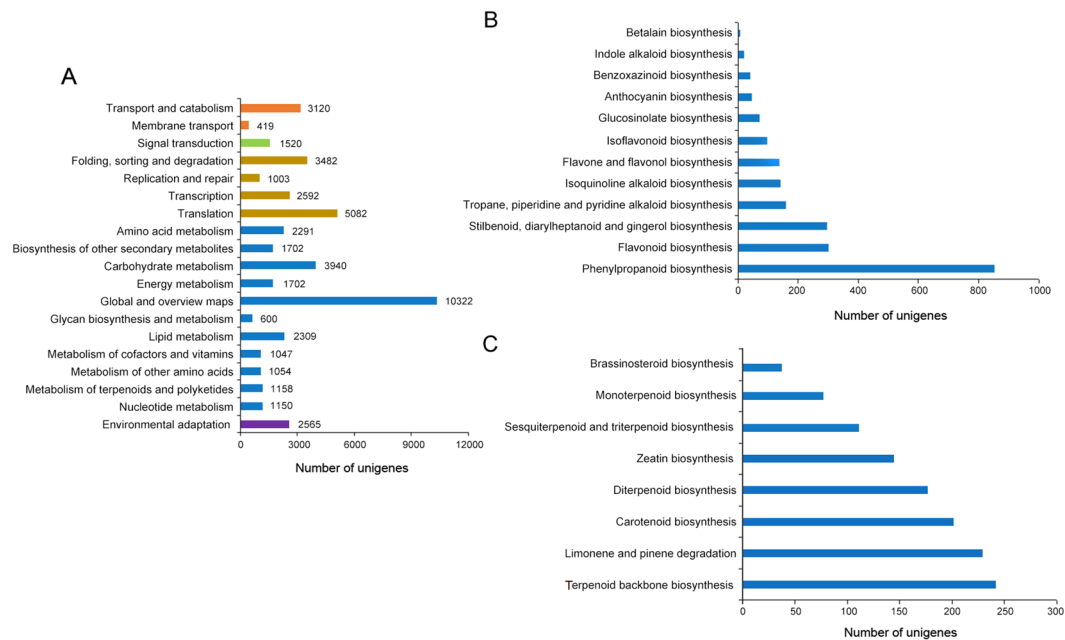 A
Transport and catabolism 3120
Membrane transport 419
Signal transduction 1520
Folding, sorting and degradation 3482
Replication and repair 1003
Transcription 2592
Translation 5082
Amino acid metabolism 2291
Biosynthesis of other secondary metabolites 1702
Carbohydrate metabolism 3940
Energy metabolism 1702
Global and overview maps 10322
Glycan biosynthesis and metabolism 600
Lipid metabolism 2309
Metabolism of cofactors and vitamins 1047
Metabolism of other amino acids 1054
Metabolism of terpenoids and polyketides 1158
Nucleotide metabolism 1150
Environmental adaptation 2565
0 3000 6000 9000 12000
Number of unigenes
B
Betalain biosynthesis
Indole alkaloid biosynthesis
Benzoxazinoid biosynthesis
Anthocyanin biosynthesis
Glucosinolate biosynthesis
Isoflavonoid biosynthesis
Flavone and flavonol biosynthesis
Isoquinoline alkaloid biosynthesis
Tropane, piperidine and pyridine alkaloid biosynthesis
Stilbenoid, diarylheptanoid and gingerol biosynthesis
Flavonoid biosynthesis
Phenylpropanoid biosynthesis
0 200 400 600 800 1000
Number of unigenes
C
Brassinosteroid biosynthesis
Monoterpenoid biosynthesis
Sesquiterpenoid and triterpenoid biosynthesis
Zeatin biosynthesis
Diterpenoid biosynthesis
Carotenoid biosynthesis
Limonene and pinene degradation
Terpenoid backbone biosynthesis
0 50 100 150 200 250 300
Number of unigenes